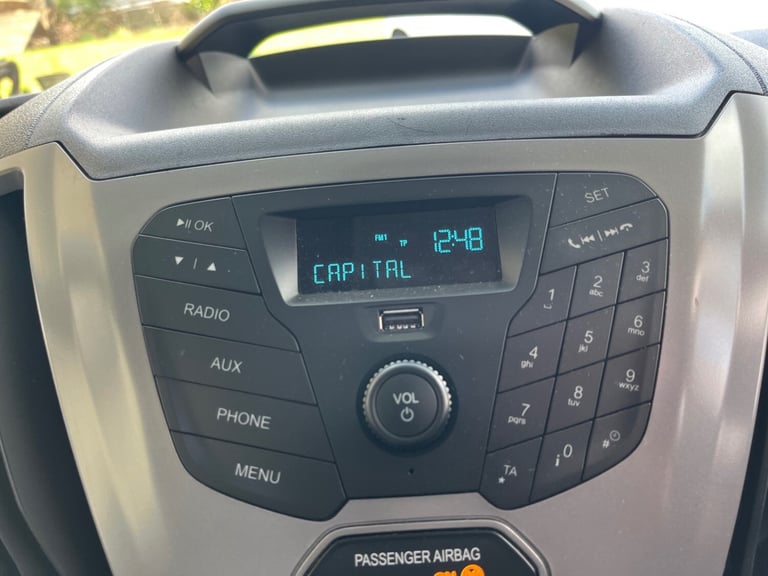 FM1 TP 12:48
CAPITAL
OK
RADIO
AUX
PHONE
MENU
VOL
SET
1
2 abc
3 def
4 ghi
5 jkl
6 mno
7 pqrs
8 tuv
9 wxyz
TA *
i 0
#
PASSENGER AIRBAG
ON